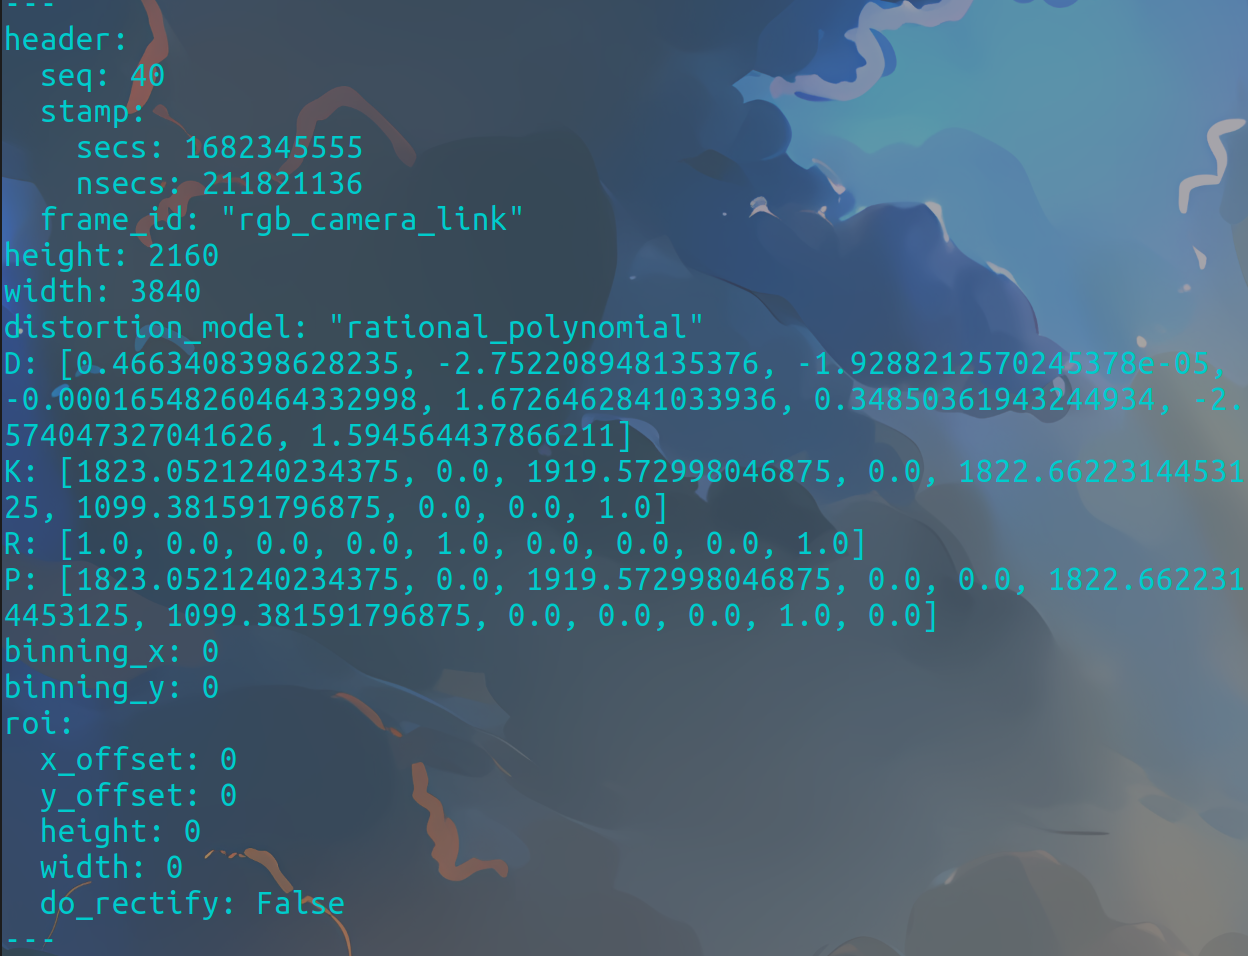 ---
header:
  seq: 40
  stamp:
    secs: 1682345555
    nsecs: 211821136
  frame_id: "rgb_camera_link"
height: 2160
width: 3840
distortion_model: "rational_polynomial"
D: [0.4663408398628235, -2.752208948135376, -1.9288212570245378e-05,
-0.00016548260464332998, 1.6726462841033936, 0.34850361943244934, -2.
574047327041626, 1.594564437866211]
K: [1823.0521240234375, 0.0, 1919.572998046875, 0.0, 1822.66223144531
25, 1099.381591796875, 0.0, 0.0, 1.0]
R: [1.0, 0.0, 0.0, 0.0, 1.0, 0.0, 0.0, 0.0, 1.0]
P: [1823.0521240234375, 0.0, 1919.572998046875, 0.0, 0.0, 1822.662231
4453125, 1099.381591796875, 0.0, 0.0, 0.0, 1.0, 0.0]
binning_x: 0
binning_y: 0
roi:
  x_offset: 0
  y_offset: 0
  height: 0
  width: 0
  do_rectify: False
---